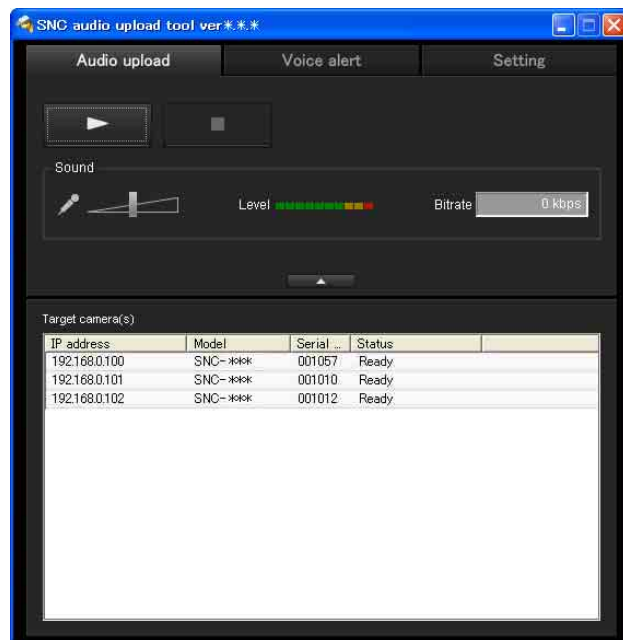 SNC audio upload tool ver*.*.*
Audio upload Voice alert Setting
Sound
Level Bitrate 0 kbps
Target camera(s)
IP address Model Serial ... Status
192.168.0.100 SNC-*** 001057 Ready
192.168.0.101 SNC-*** 001010 Ready
192.168.0.102 SNC-*** 001012 Ready